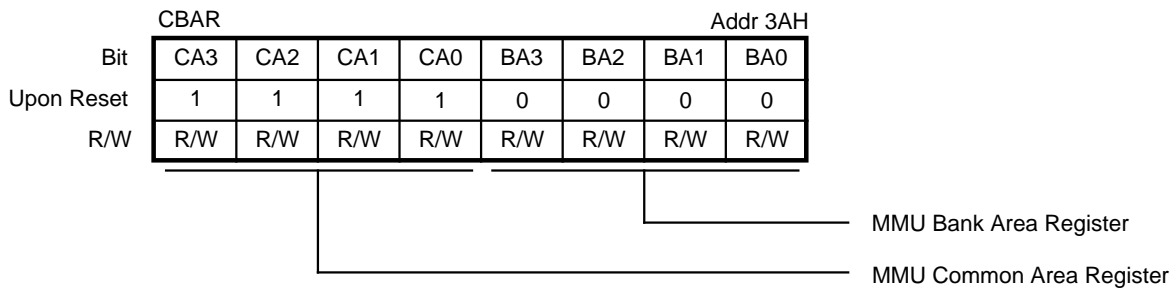 CBAR Addr 3AH
Bit CA3 CA2 CA1 CA0 BA3 BA2 BA1 BA0
Upon Reset 1 1 1 1 0 0 0 0
R/W R/W R/W R/W R/W R/W R/W R/W R/W
MMU Bank Area Register
MMU Common Area Register